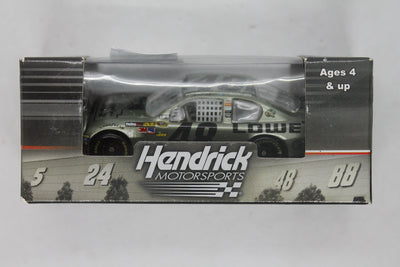 Ages 4
& up
48 LOWE
Hendrick
MOTORSPORTS
5 24 48 88